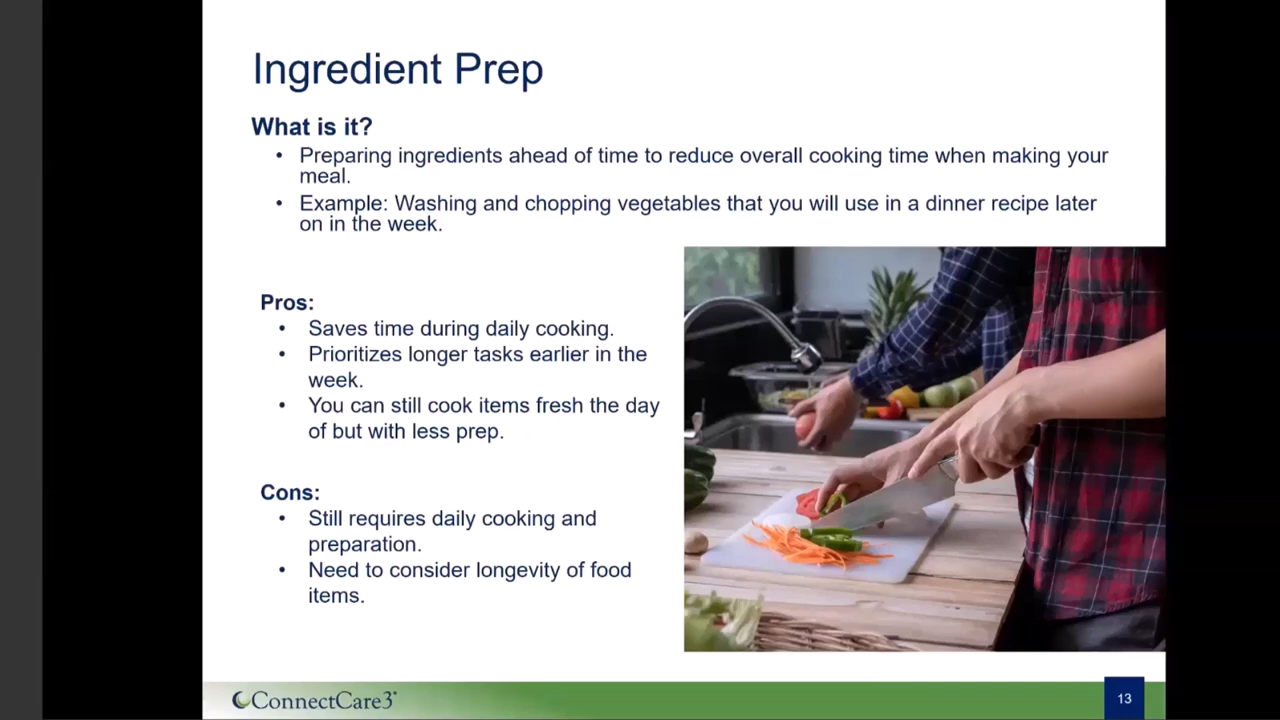 Ingredient Prep
What is it?
• Preparing ingredients ahead of time to reduce overall cooking time when making your
meal.
• Example: Washing and chopping vegetables that you will use in a dinner recipe later
on in the week.
Pros:
• Saves time during daily cooking.
• Prioritizes longer tasks earlier in the
week.
• You can still cook items fresh the day
of but with less prep.
Cons:
• Still requires daily cooking and
preparation.
• Need to consider longevity of food
items.
ConnectCare3
13